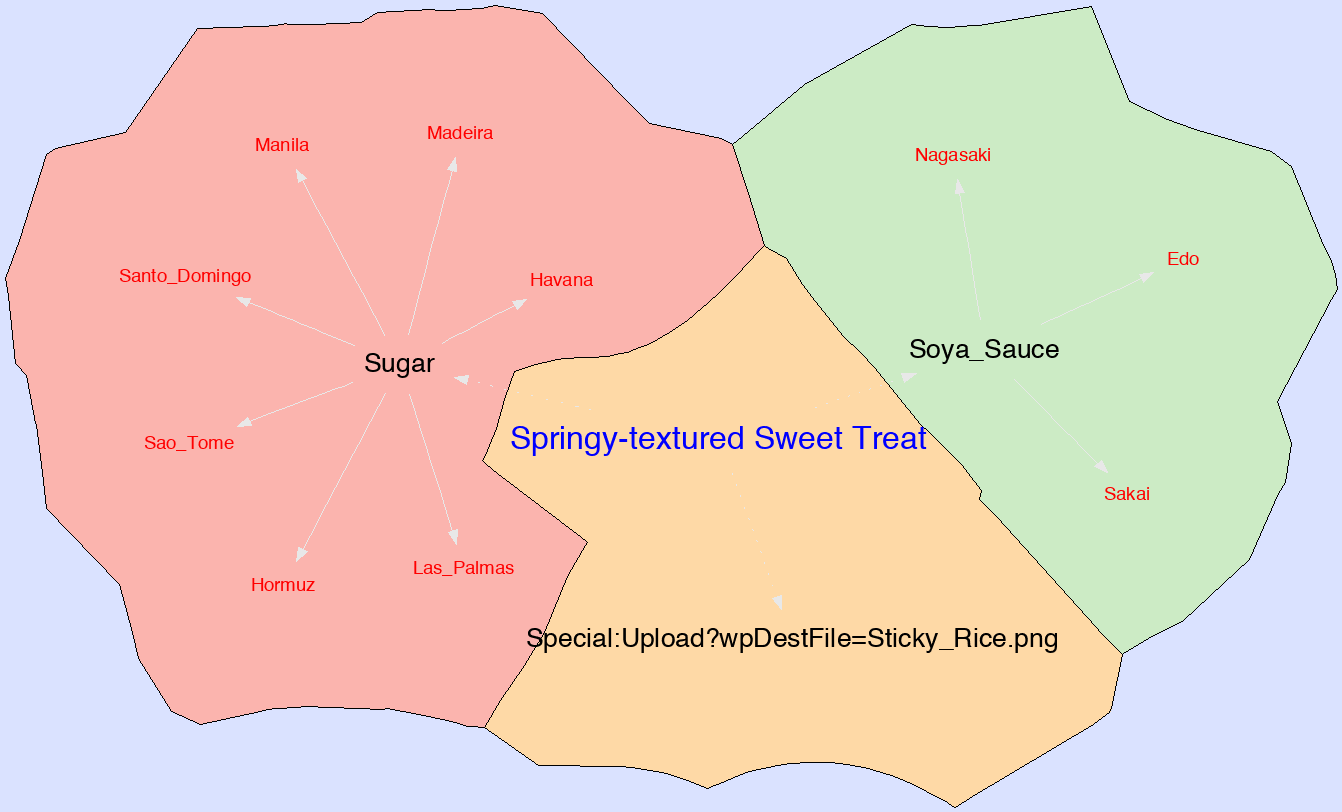 Madeira
Manila
Nagasaki
Edo
Santo_Domingo
Havana
Soya_Sauce
Sugar
Springy-textured Sweet Treat
Sao_Tome
Sakai
Las_Palmas
Hormuz
Special:Upload?wpDestFile=Sticky_Rice.png